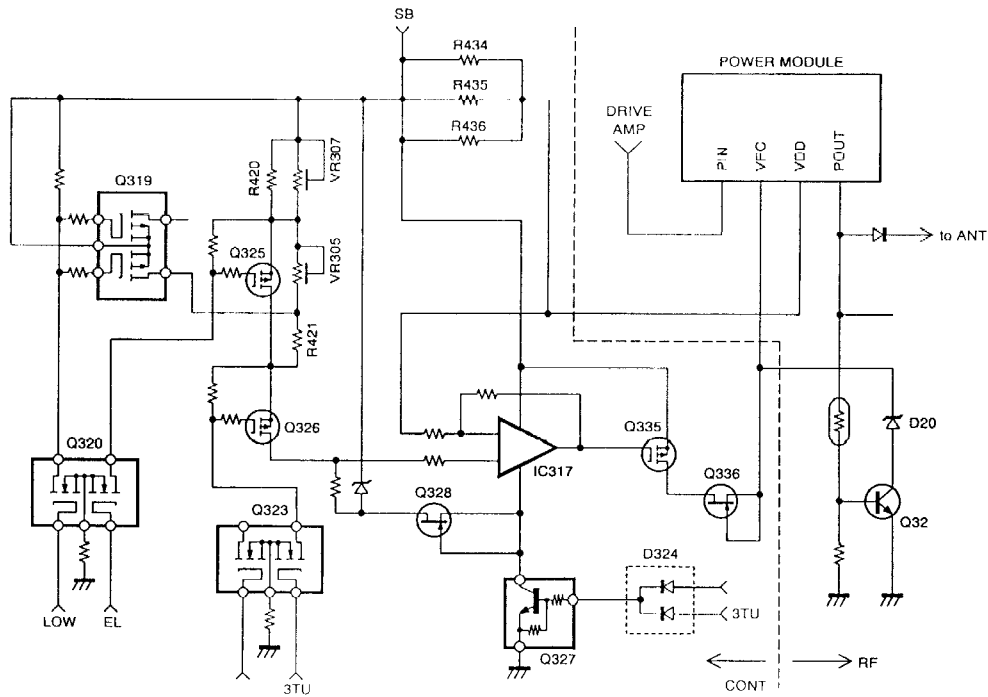 SB
R434
R435
R436
POWER MODULE
DRIVE
AMP
PIN
VFC
VDD
POUT
to ANT
Q319
R420
VR307
Q325
VR305
R421
Q326
Q320
Q323
IC317
Q328
Q335
Q336
D20
Q32
D324
3TU
Q327
LOW
EL
3TU
CONT
RF